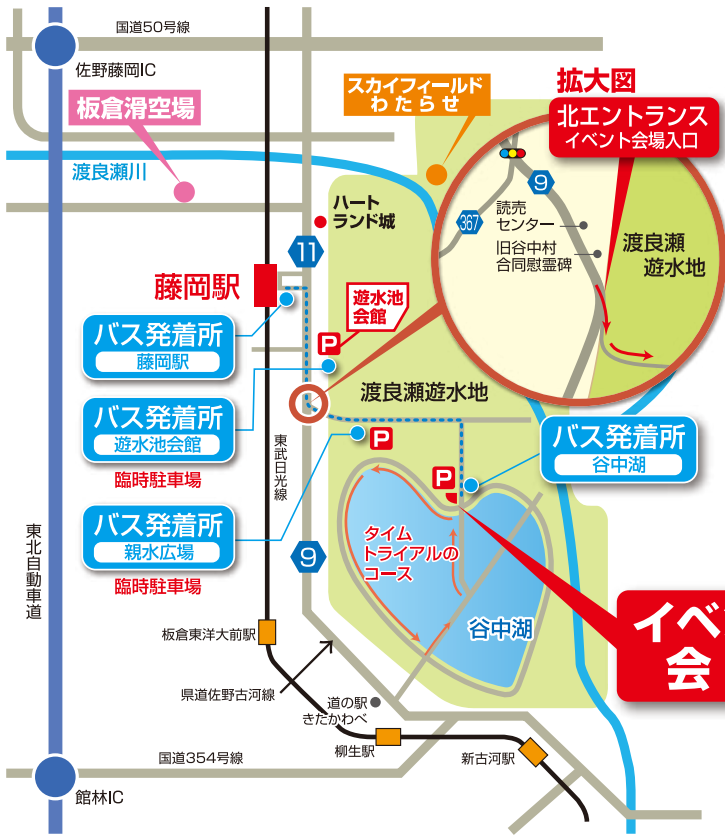 国道50号線
佐野藤岡IC
板倉滑空場
スカイフィールド
わたらせ
拡大図
北エントランス
イベント会場入口
渡良瀬川
9
367
読売
センター
旧谷中村
合同慰霊碑
渡良瀬
遊水地
ハート
ランド城
11
藤岡駅
遊水池
会館
P
バス発着所
藤岡駅
渡良瀬遊水地
バス発着所
遊水池会館
臨時駐車場
P
バス発着所
谷中湖
東武日光線
P
バス発着所
親水広場
臨時駐車場
タイム
トライアルの
コース
9
谷中湖
東北自動車道
イベ
会
板倉東洋大前駅
県道佐野古河線
道の駅
きたかわべ
柳生駅
新古河駅
国道354号線
館林IC